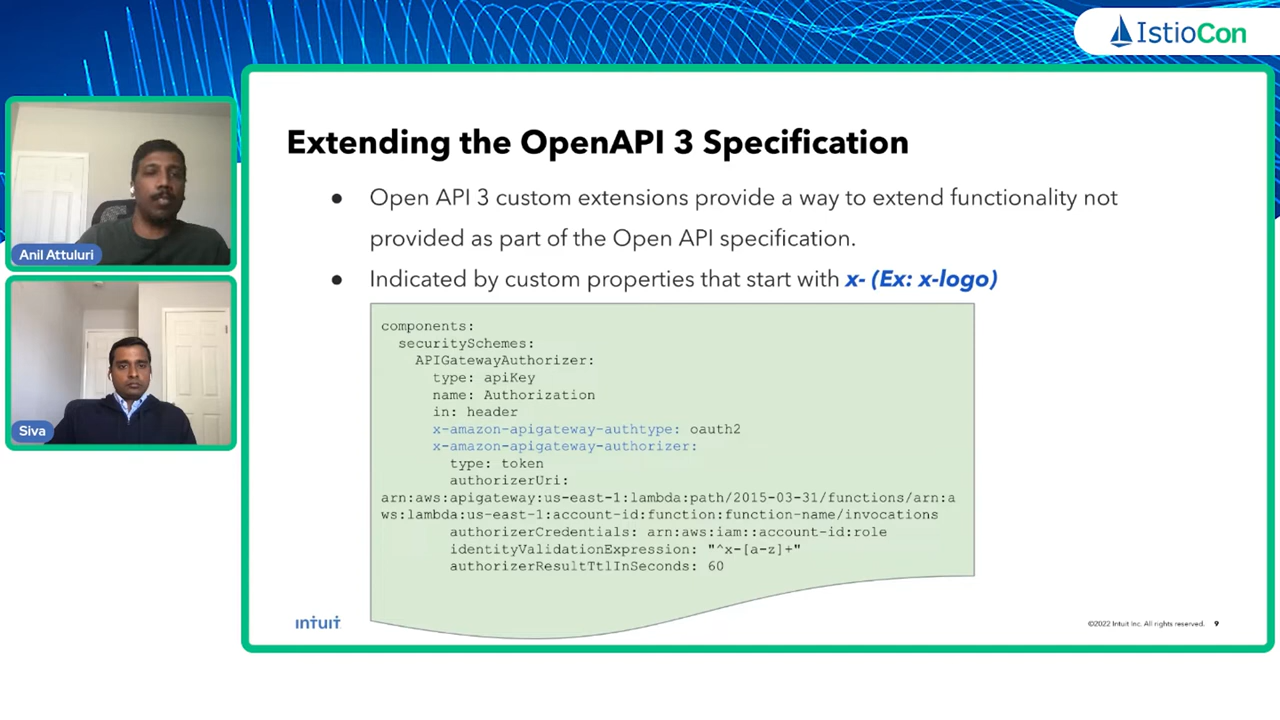 IstioCon
Extending the OpenAPI 3 Specification
● Open API 3 custom extensions provide a way to extend functionality not
provided as part of the Open API specification.
● Indicated by custom properties that start with x- (Ex: x-logo)
components:
securitySchemes:
APIGatewayAuthorizer:
type: apiKey
name: Authorization
in: header
x-amazon-apigateway-authtype: oauth2
x-amazon-apigateway-authorizer:
type: token
authorizerUri:
arn:aws:apigateway:us-east-1:lambda:path/2015-03-31/functions/arn:a
ws:lambda:us-east-1:account-id:function:function-name/invocations
authorizerCredentials: arn:aws:iam::account-id:role
identityValidationExpression: "^x-[a-z]+"
authorizerResultTtlInSeconds: 60
Anil Attuluri
Siva
INTUIT
©2022 Intuit Inc. All rights reserved. 9